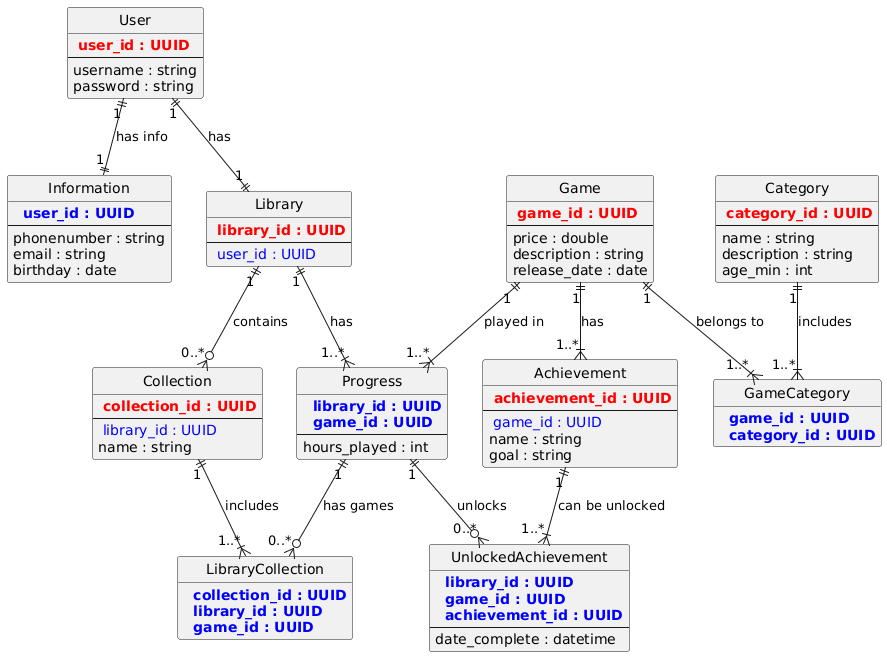 User
user_id : UUID
username : string
password : string
1
1
has info
has
1
1
Information
user_id : UUID
phonenumber : string
email : string
birthday : date
Library
library_id : UUID
user_id : UUID
Game
game_id : UUID
price : double
description : string
release_date : date
Category
category_id : UUID
name : string
description : string
age_min : int
1
1
1
1
1
1
contains
has
played in
has
belongs to
includes
0..*
1..*
1..*
1..*
1..*
1..*
Collection
collection_id : UUID
library_id : UUID
name : string
Progress
library_id : UUID
game_id : UUID
hours_played : int
Achievement
achievement_id : UUID
game_id : UUID
name : string
goal : string
GameCategory
game_id : UUID
category_id : UUID
1
1
1
1
includes
has games
unlocks
can be unlocked
1..*
0..*
0..*
1..*
LibraryCollection
collection_id : UUID
library_id : UUID
game_id : UUID
UnlockedAchievement
library_id : UUID
game_id : UUID
achievement_id : UUID
date_complete : datetime